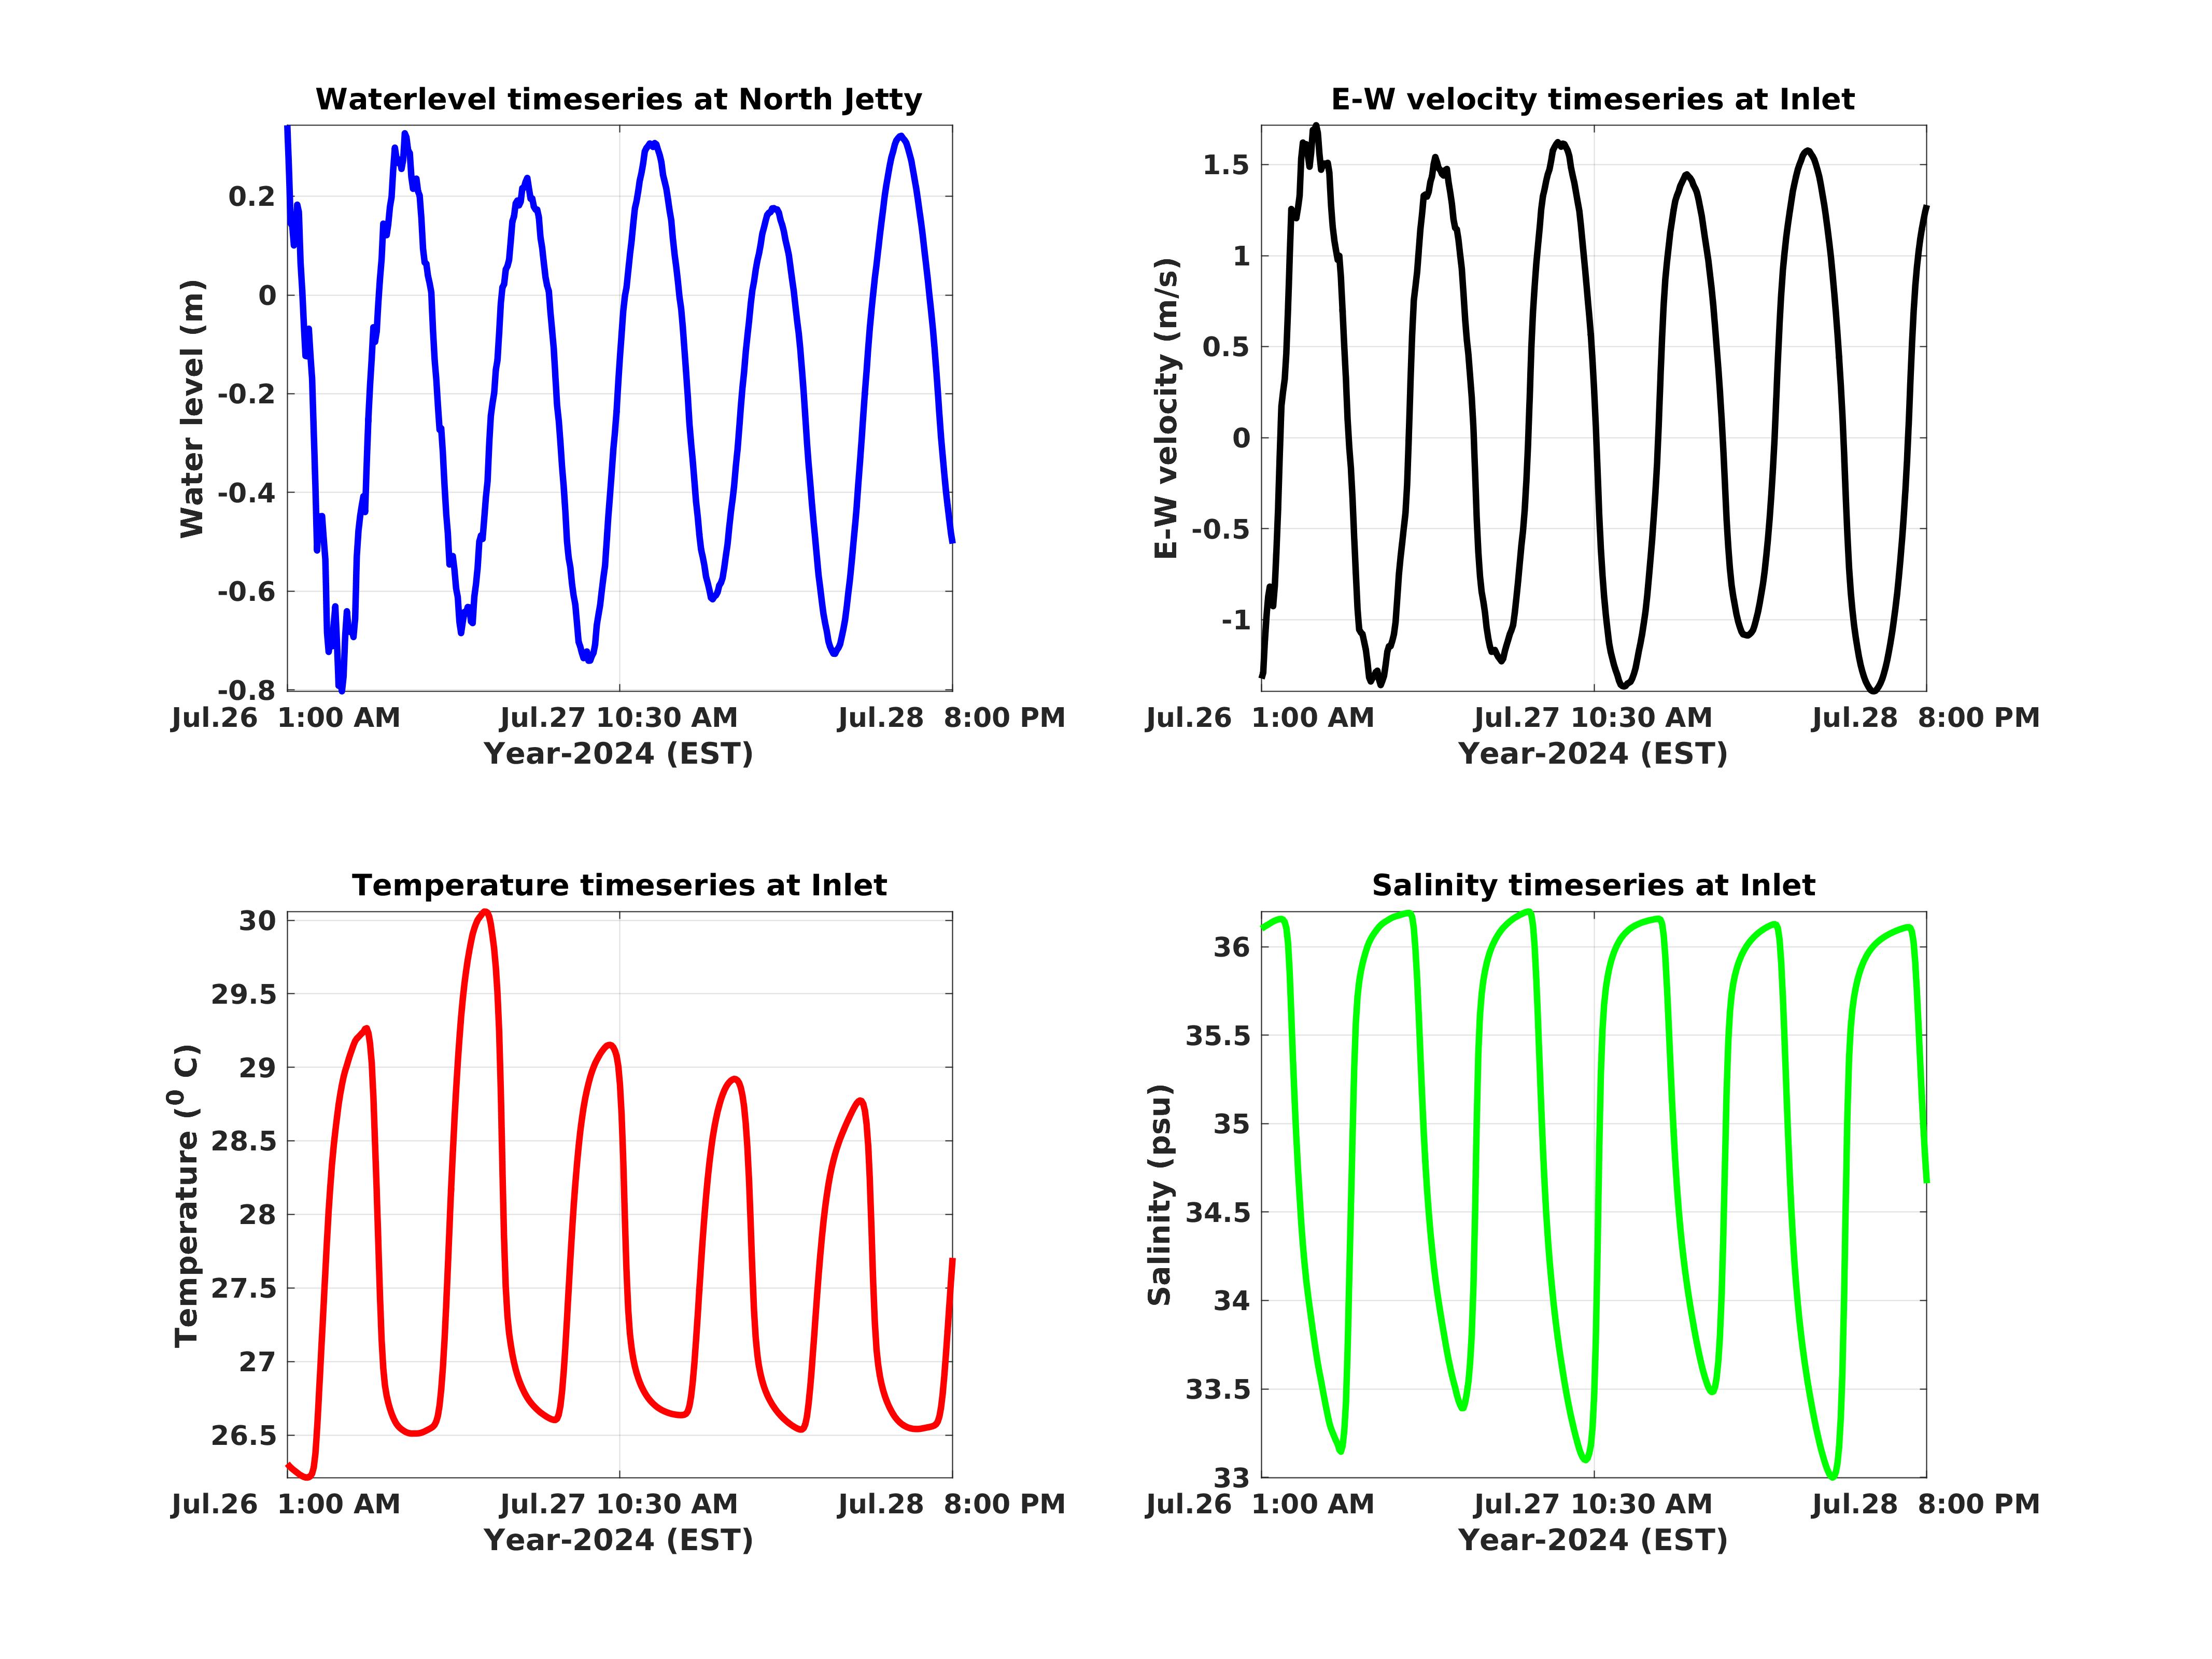 Waterlevel timeseries at North Jetty
Water level (m)
0.2
0
-0.2
-0.4
-0.6
-0.8
Jul.26 1:00 AM
Jul.27 10:30 AM
Jul.28 8:00 PM
Year-2024 (EST)
E-W velocity timeseries at Inlet
E-W velocity (m/s)
1.5
1
0.5
0
-0.5
-1
Jul.26 1:00 AM
Jul.27 10:30 AM
Jul.28 8:00 PM
Year-2024 (EST)
Temperature timeseries at Inlet
Temperature (⁰ C)
30
29.5
29
28.5
28
27.5
27
26.5
Jul.26 1:00 AM
Jul.27 10:30 AM
Jul.28 8:00 PM
Year-2024 (EST)
Salinity timeseries at Inlet
Salinity (psu)
36
35.5
35
34.5
34
33.5
33
Jul.26 1:00 AM
Jul.27 10:30 AM
Jul.28 8:00 PM
Year-2024 (EST)